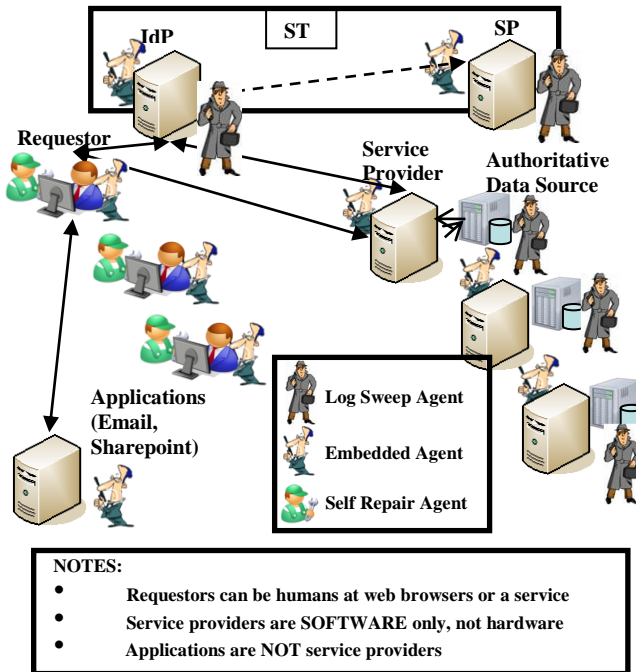 IdP
ST
SP
Requestor
Service
Provider
Authoritative
Data Source
Applications
(Email,
Sharepoint)
Log Sweep Agent
Embedded Agent
Self Repair Agent
NOTES:
• Requestors can be humans at web browsers or a service
• Service providers are SOFTWARE only, not hardware
• Applications are NOT service providers